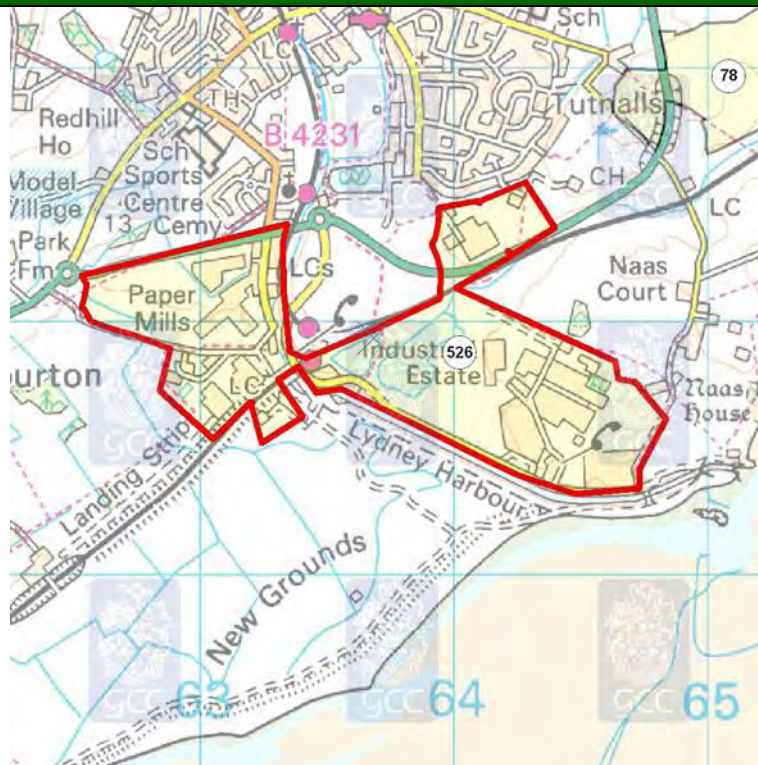 Sch
LC
78
TH
Tutnalls
Redhill
Ho
B 4231
Sch
Sports
Centre
Model
Village
CH
13
Cemy
LC
Park
Fm
LCs
Naas
Court
Paper
Mills
526
Industri
Estate
urton
LC
Naas
House
Landing Strip
Lydney Harbour
New Grounds
GCC
63
GCC
64
GCC
65